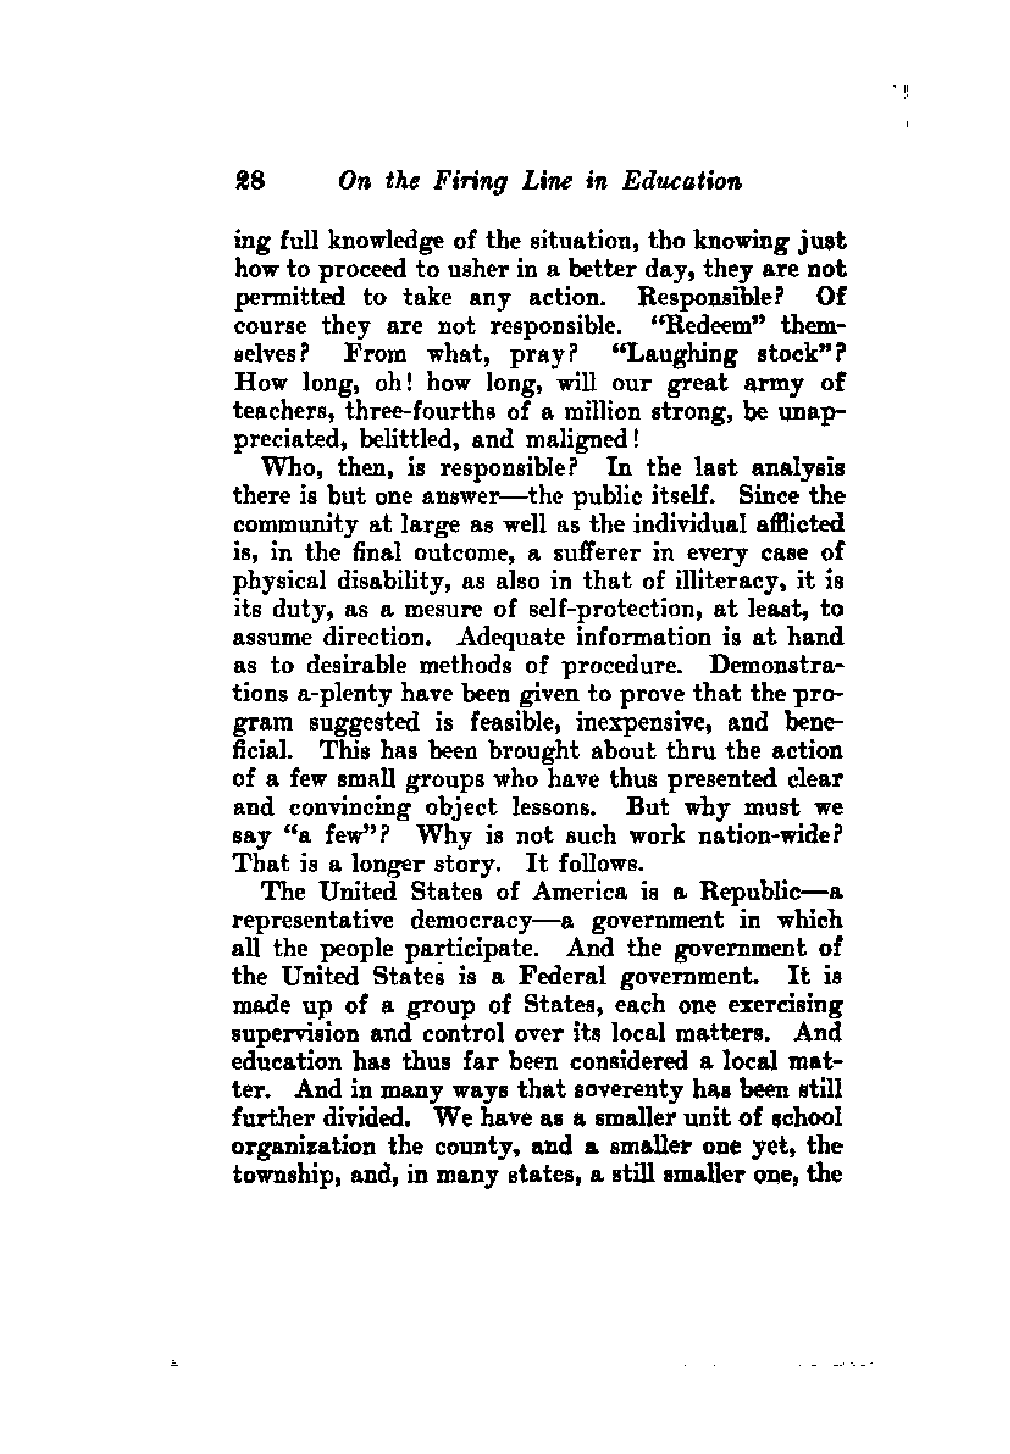 28 On the Firing Line in Education
ing full knowledge of the situation, tho knowing just
how to proceed to usher in a better day, they are not
permitted to take any action. Responsible? Of
course they are not responsible. “Redeem” them-
selves? From what, pray? “Laughing stock”?
How long, oh! how long, will our great army of
teachers, three-fourths of a million strong, be unap-
preciated, belittled, and maligned!
Who, then, is responsible? In the last analysis
there is but one answer—the public itself. Since the
community at large as well as the individual afflicted
is, in the final outcome, a sufferer in every case of
physical disability, as also in that of illiteracy, it is
its duty, as a mesure of self-protection, at least, to
assume direction. Adequate information is at hand
as to desirable methods of procedure. Demonstra-
tions a-plenty have been given to prove that the pro-
gram suggested is feasible, inexpensive, and bene-
ficial. This has been brought about thru the action
of a few small groups who have thus presented clear
and convincing object lessons. But why must we
say “a few”? Why is not such work nation-wide?
That is a longer story. It follows.
The United States of America is a Republic—a
representative democracy—a government in which
all the people participate. And the government of
the United States is a Federal government. It is
made up of a group of States, each one exercising
supervision and control over its local matters. And
education has thus far been considered a local mat-
ter. And in many ways that soverenty has been still
further divided. We have as a smaller unit of school
organization the county, and a smaller one yet, the
township, and, in many states, a still smaller one, the